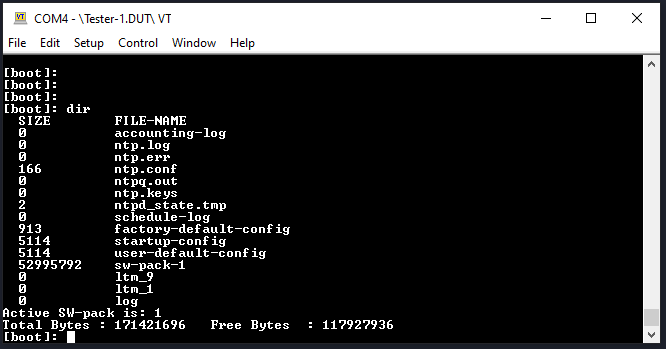 COM4 - \Tester-1.DUT\ VT
File Edit Setup Control Window Help
[boot]:
[boot]:
[boot]:
[boot]: dir
SIZE FILE-NAME
0 accounting-log
0 ntp.log
0 ntp.err
166 ntp.conf
0 ntpq.out
0 ntp.keys
2 ntpd_state.tmp
0 schedule-log
913 factory-default-config
5114 startup-config
5114 user-default-config
52995792 sw-pack-1
0 ltm_9
0 ltm_1
0 log
Active SW-pack is: 1
Total Bytes : 171421696 Free Bytes : 117927936
[boot]: